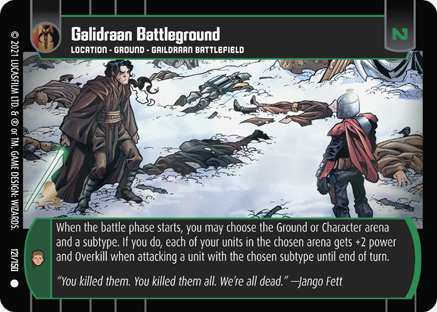 Galidraan Battleground
LOCATION - GROUND - GAILDRAAN BATTLEFIELD
N
© 2021 LUCASFILM LTD. & ® or TM. GAME DESIGN: WIZARDS.
121/150
When the battle phase starts, you may choose the Ground or Character arena
and a subtype. If you do, each of your units in the chosen arena gets +2 power
and Overkill when attacking a unit with the chosen subtype until end of turn.
“You killed them. You killed them all. We're all dead.” —Jango Fett